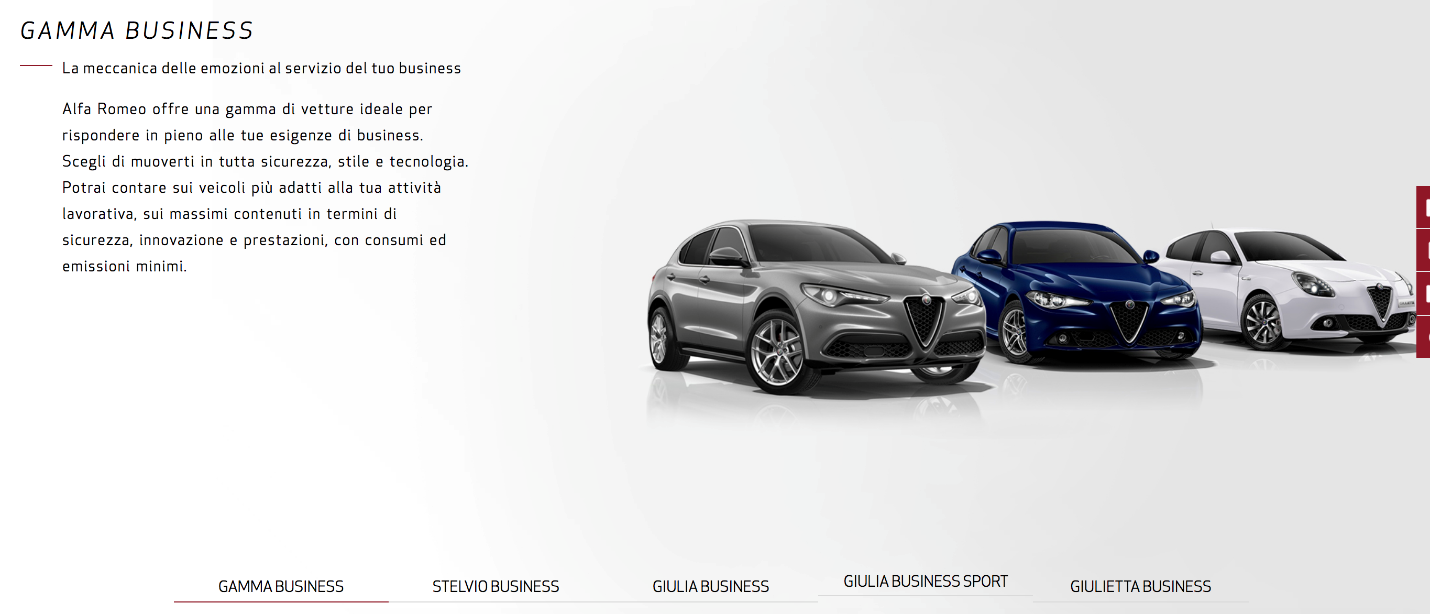 GAMMA BUSINESS
La meccanica delle emozioni al servizio del tuo business
Alfa Romeo offre una gamma di vetture ideale per
rispondere in pieno alle tue esigenze di business.
Scegli di muoverti in tutta sicurezza, stile e tecnologia.
Potrai contare sui veicoli più adatti alla tua attività
lavorativa, sui massimi contenuti in termini di
sicurezza, innovazione e prestazioni, con consumi ed
emissioni minimi.
GAMMA BUSINESS
STELVIO BUSINESS
GIULIA BUSINESS
GIULIA BUSINESS SPORT
GIULIETTA BUSINESS